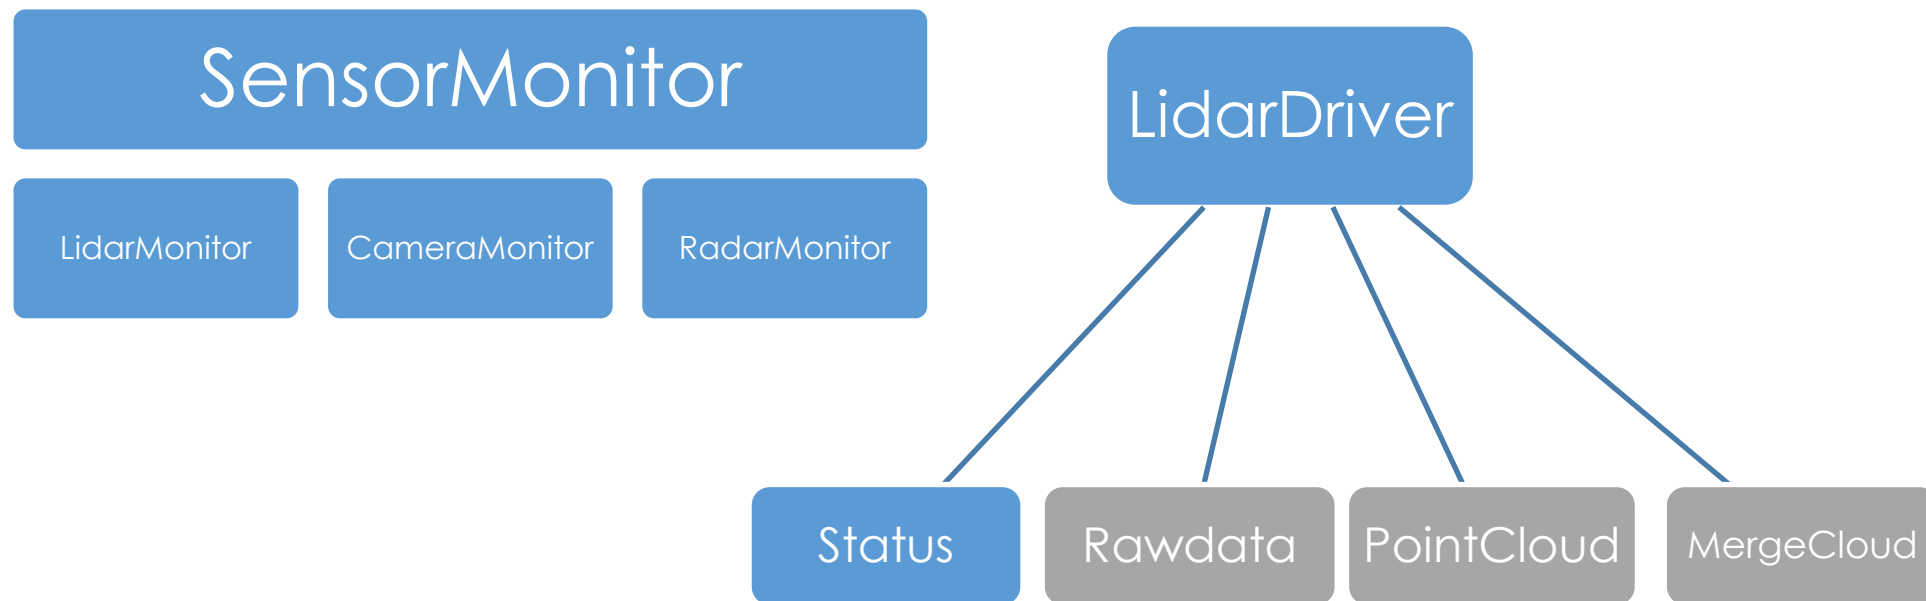 SensorMonitor
LidarMonitor
CameraMonitor
RadarMonitor
LidarDriver
Status
Rawdata
PointCloud
MergeCloud